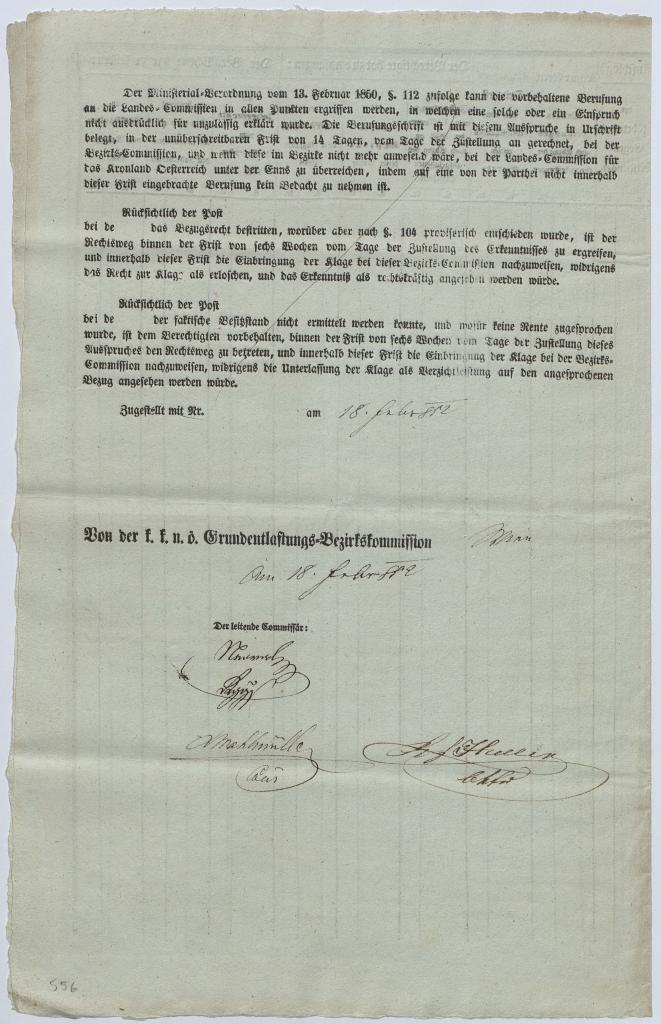 Der Ministerial-Verordnung vom 13. Februar 1850, §. 112 zufolge kann die vorbehaltene Berufung
an die Landes-Commission in allen Punkten ergriffen werden, in welchen eine solche oder ein Einspruch
nicht ausdrücklich für unzulässig erklärt wurde. Die Berufungsschrift ist mit diesem Ausspruche in Urschrift
belegt, in der unüberschreitbaren Frist von 14 Tagen, vom Tage der Zustellung an gerechnet, bei der
Bezirks-Commission, und wenn diese im Bezirke nicht mehr anwesend wäre, bei der Landes-Commission für
das Kronland Oesterreich unter der Enns zu überreichen, indem auf eine von der Parthei nicht innerhalb
dieser Frist eingebrachte Berufung kein Bedacht zu nehmen ist.
Rücksichtlich der Post
bei de das Bezugsrecht bestritten, worüber aber nach §. 104 provisorisch entschieden wurde, ist der
Rechtsweg binnen der Frist von sechs Wochen vom Tage der Zustellung des Erkenntnisses zu ergreifen,
und innerhalb dieser Frist die Einbringung der Klage bei dieser Bezirks-Commission nachzuweisen, widrigens
das Recht zur Klage als erloschen, und das Erkenntniß als rechtskräftig angesehen werden würde.
Rücksichtlich der Post
bei de der faktische Besitzstand nicht ermittelt werden konnte, und wofür keine Rente zugesprochen
wurde, ist dem Berechtigten vorbehalten, binnen der Frist von sechs Wochen vom Tage der Zustellung dieses
Ausspruches den Rechtsweg zu betreten, und innerhalb dieser Frist die Einbringung der Klage bei der Bezirks-
Commission nachzuweisen, widrigens die Unterlassung der Klage als Verzichtleistung auf den angesprochenen
Bezug angesehen werden würde.
Zugestellt mit Nr. am 18. Febr 852
Von der k. k. n. ö. Grundentlastungs-Bezirkskommission Wien
Am 18. Febr 852
Der leitende Commissär:
556